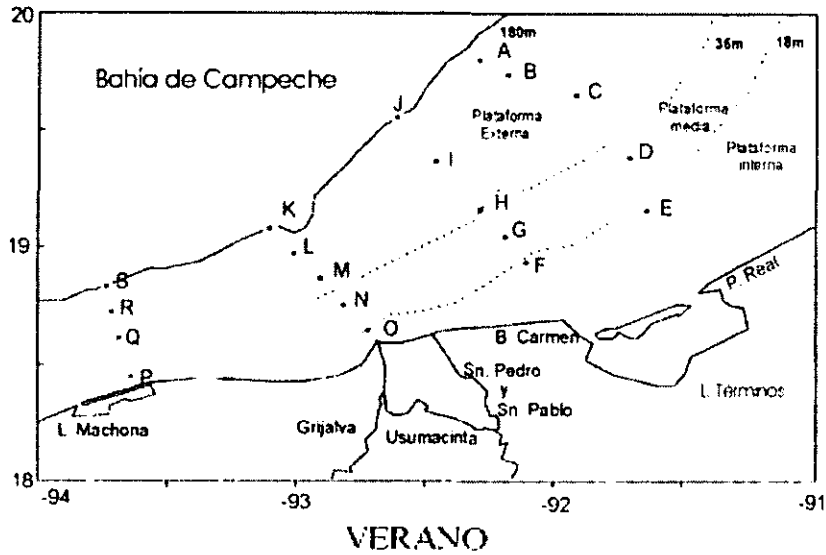 20
180m
36m
18m
A
B
Bahía de Campeche
C
J
Plataforma
Externa
Plataforma
media
Plataforma
interna
I
D
H
E
K
G
19
L
F
M
S
N
R
P. Real
O
Q
B. Carmen
P
Sn. Pedro
y
Sn Pablo
L. Términos
L. Machona
Grijalva
Usumacinta
18
-94
-93
-92
-91
VERANO